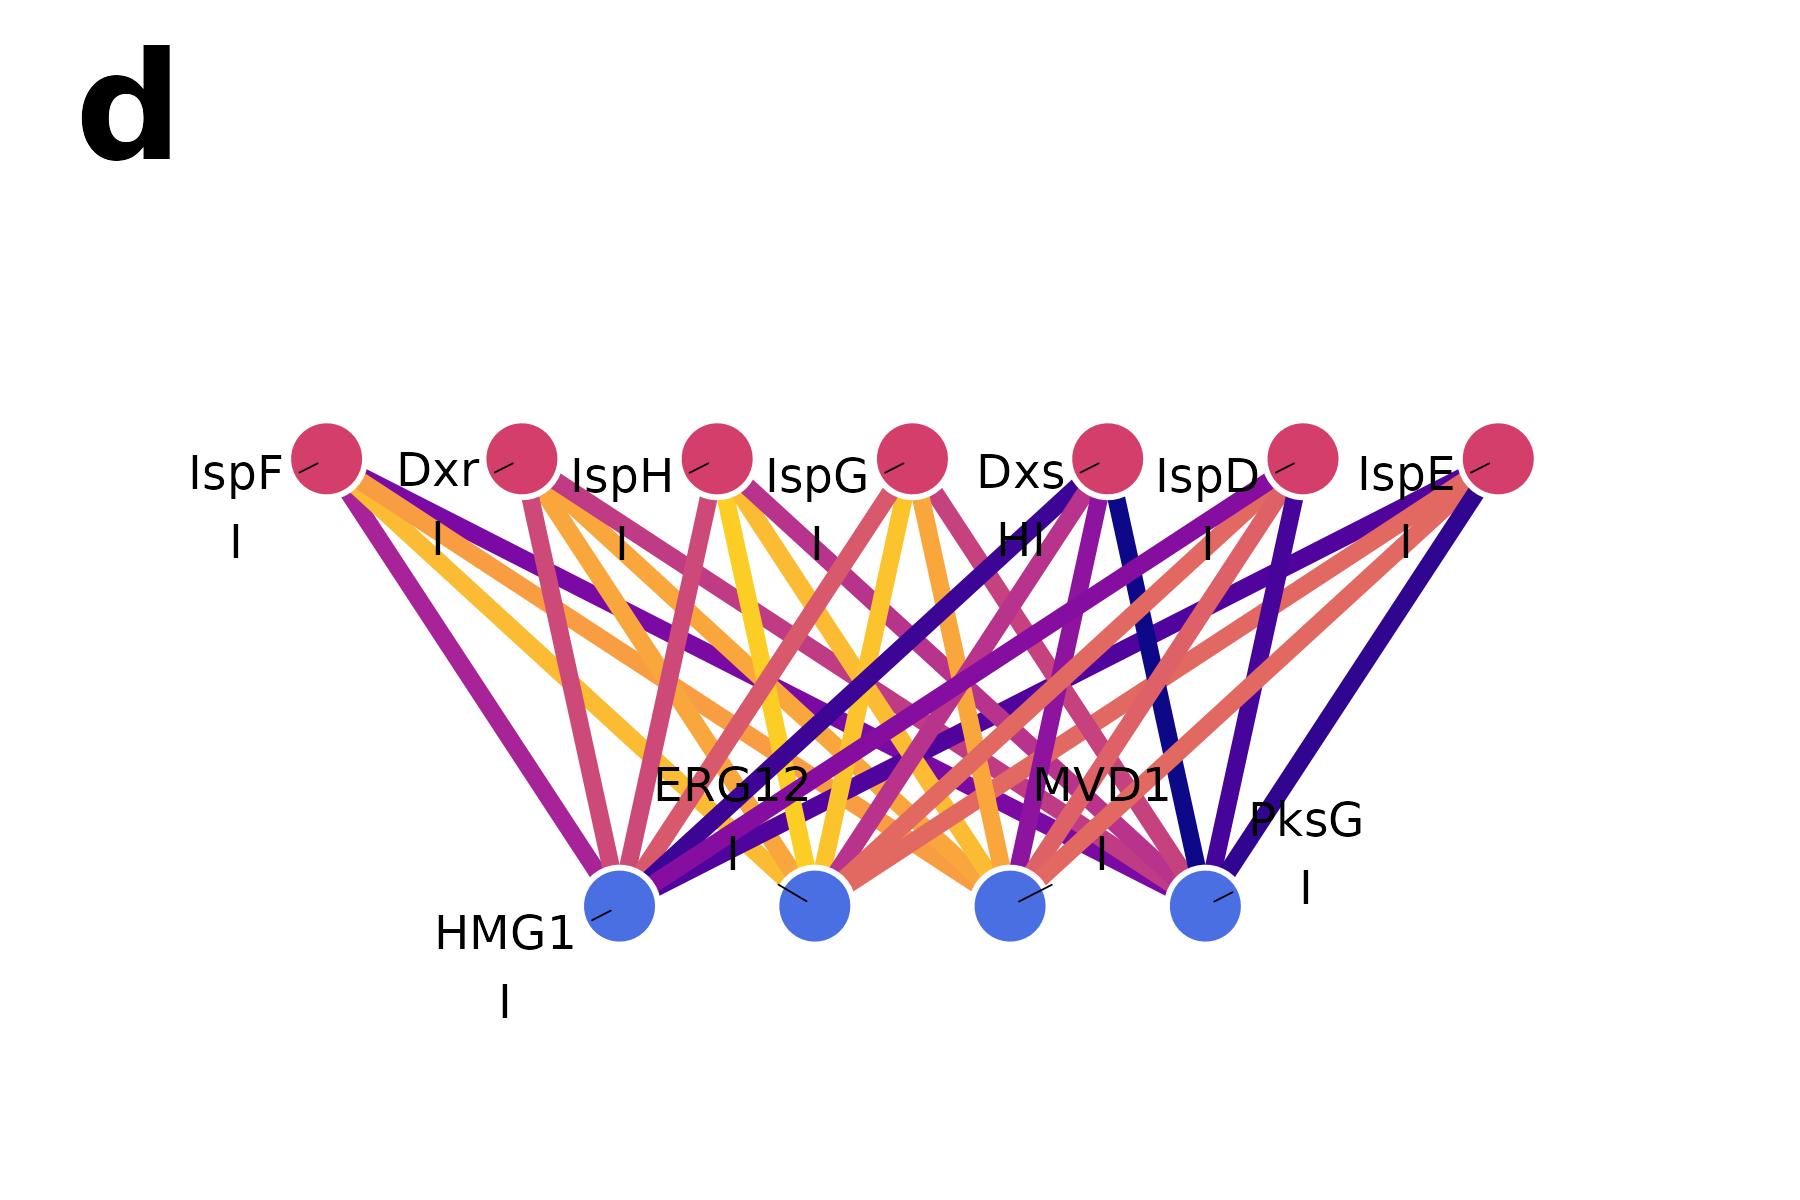 d
IspF
I
Dxr
I
IspH
I
IspG
I
Dxs
HI
IspD
I
IspE
I
ERG12
I
MVD1
I
PksG
I
HMG1
I